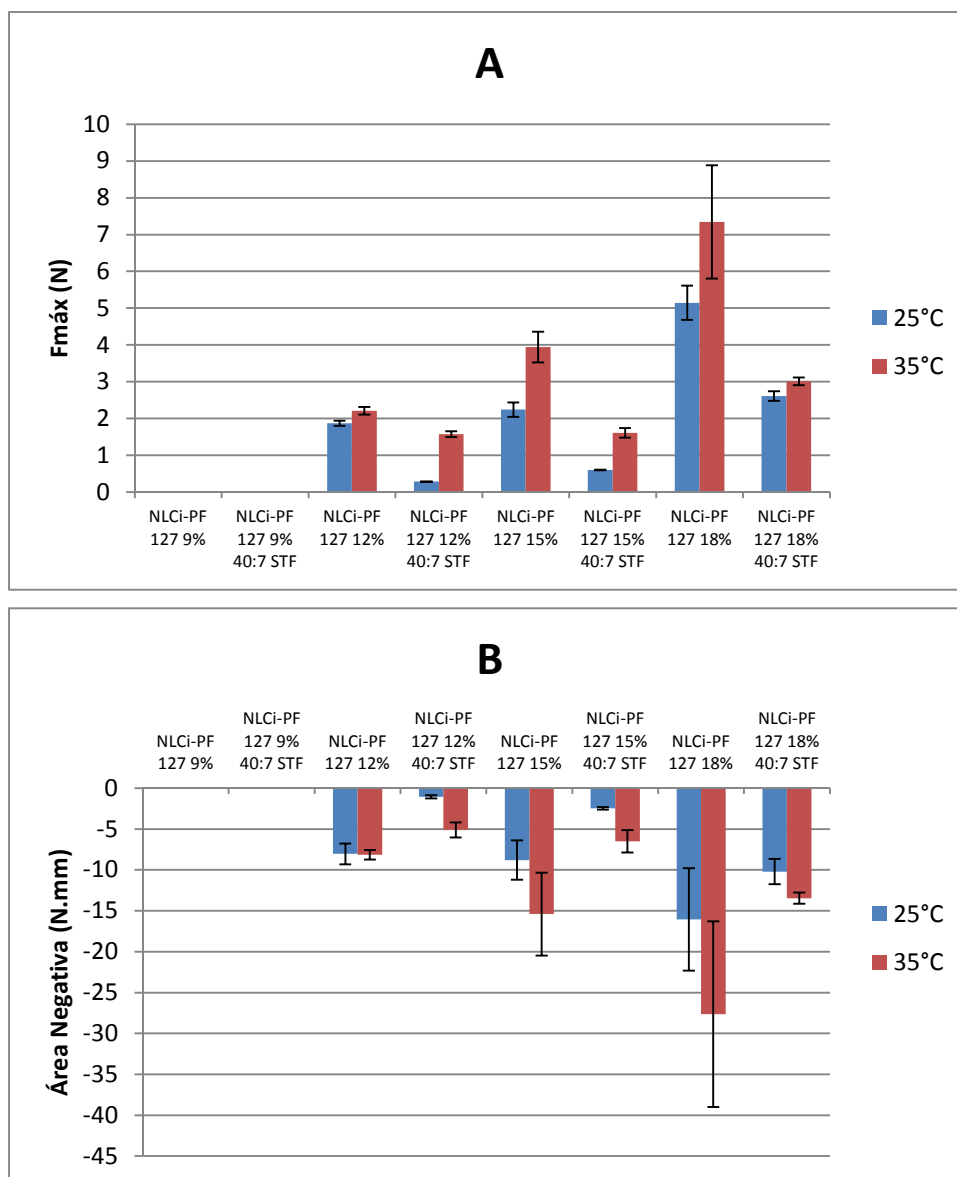 A
10
9
8
7
6
5
4
3
2
1
0
Fmáx (N)
NLCi-PF
127 9%
NLCi-PF
127 9%
40:7 STF
NLCi-PF
127 12%
NLCi-PF
127 12%
40:7 STF
NLCi-PF
127 15%
NLCi-PF
127 15%
40:7 STF
NLCi-PF
127 18%
NLCi-PF
127 18%
40:7 STF
25°C
35°C
B
NLCi-PF
127 9%
NLCi-PF
127 9%
40:7 STF
NLCi-PF
127 12%
NLCi-PF
127 12%
40:7 STF
NLCi-PF
127 15%
NLCi-PF
127 15%
40:7 STF
NLCi-PF
127 18%
NLCi-PF
127 18%
40:7 STF
0
-5
-10
-15
-20
-25
-30
-35
-40
-45
Área Negativa (N.mm)
25°C
35°C